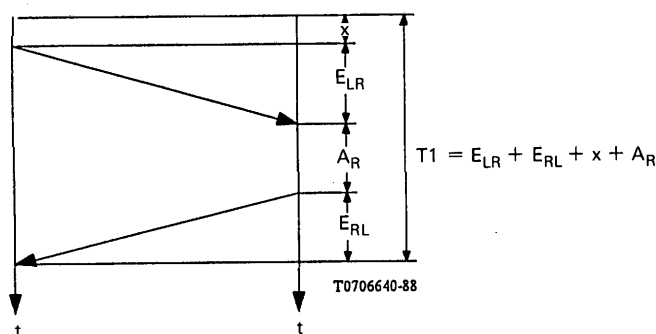 x
E_LR
A_R
T1 = E_LR + E_RL + x + A_R
E_RL
T0706640-88
t
t